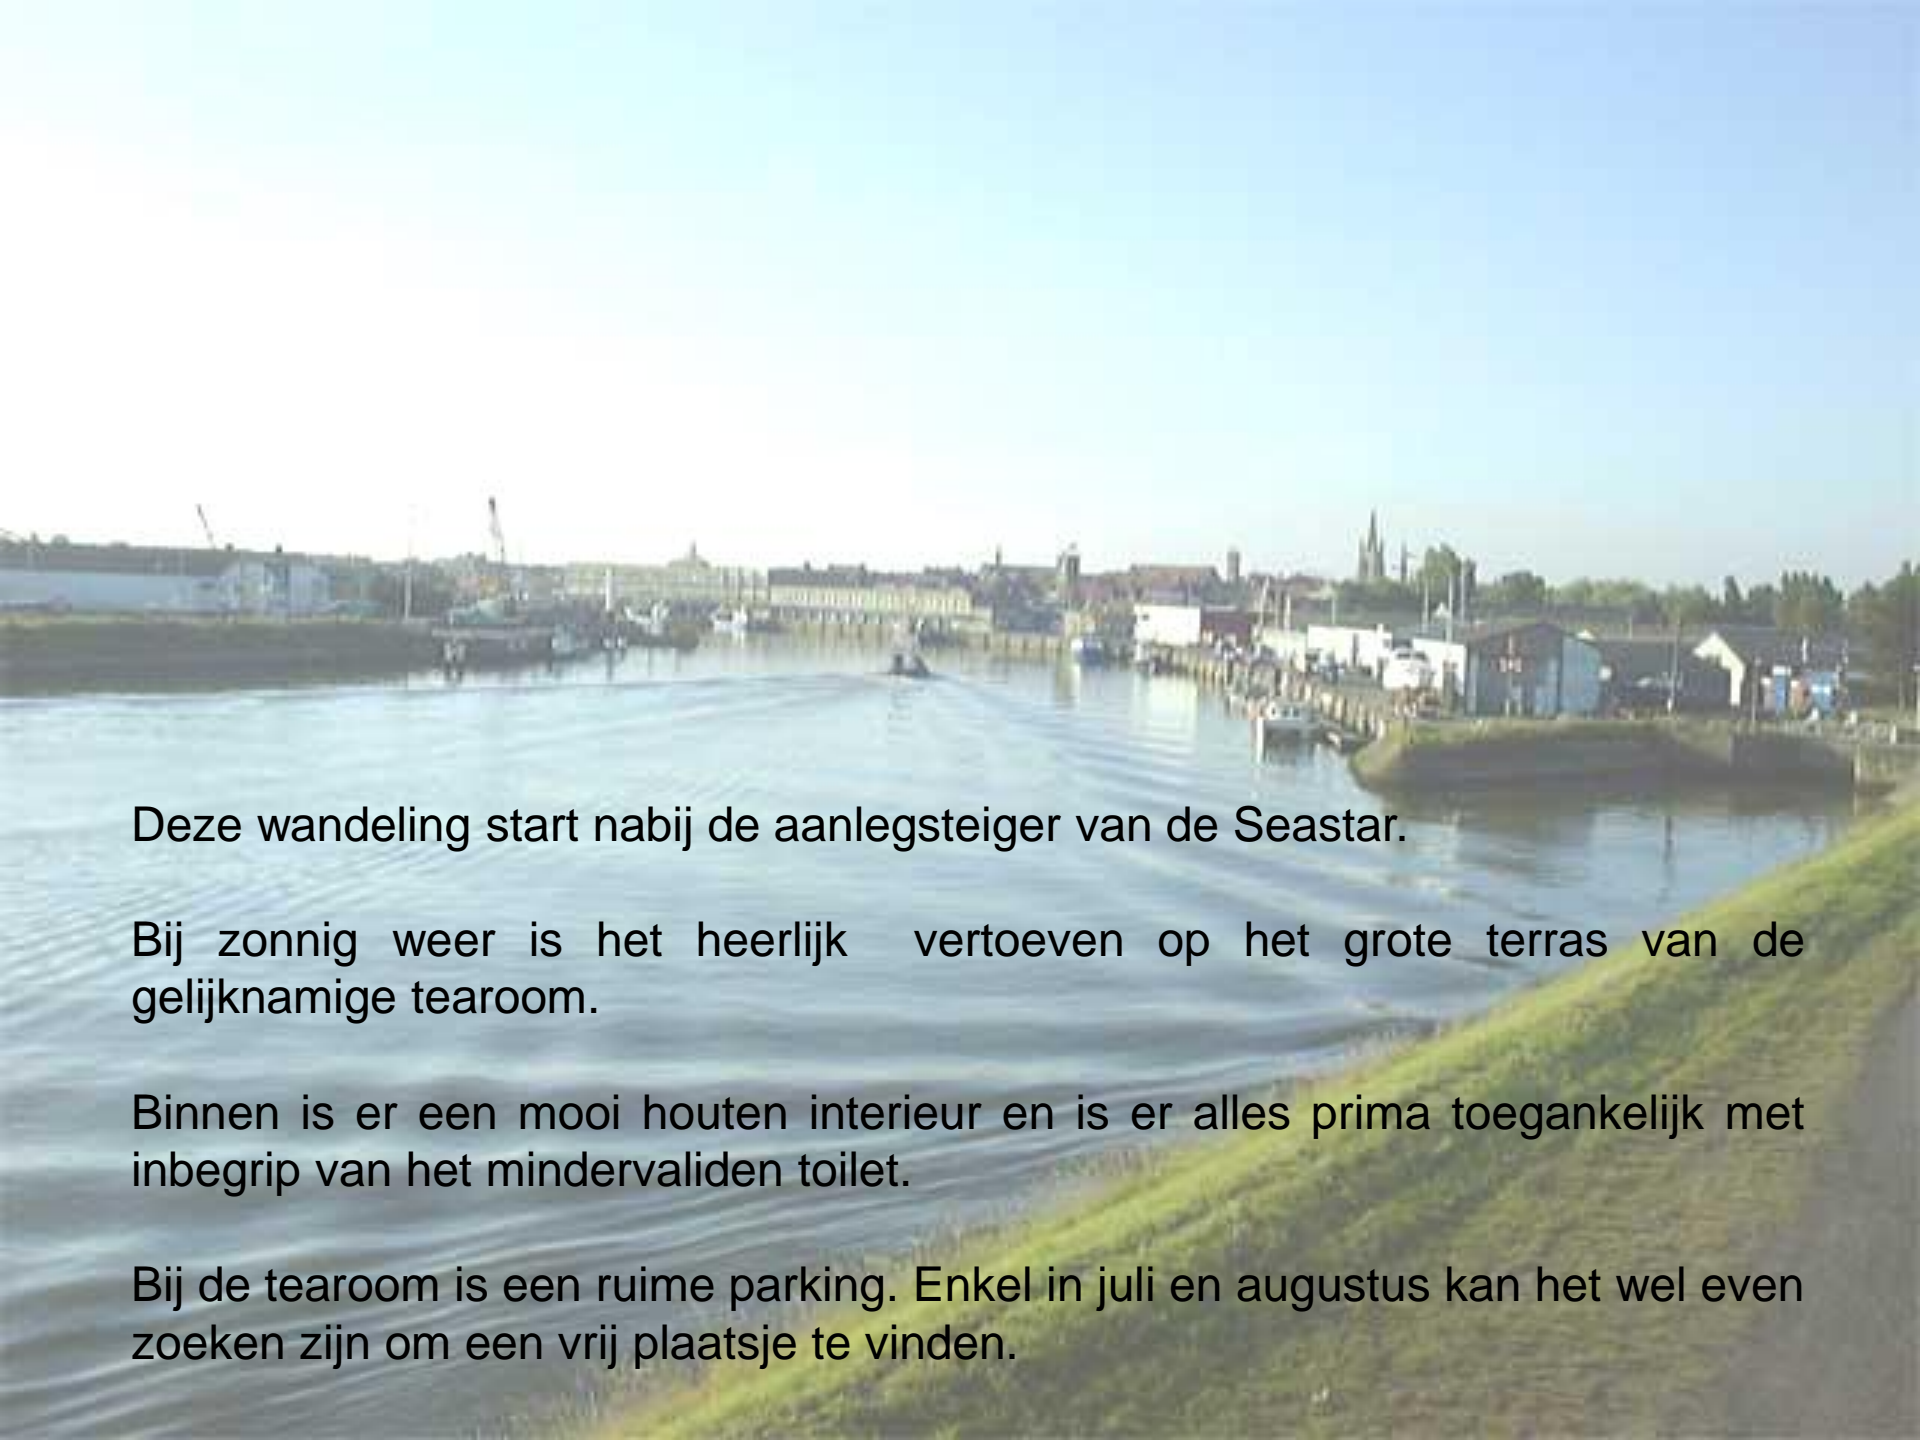 Deze wandeling start nabij de aanlegsteiger van de Seastar.
Bij zonnig weer is het heerlijk vertoeven op het grote terras van de
gelijknamige tearoom.
Binnen is er een mooi houten interieur en is er alles prima toegankelijk met
inbegrip van het mindervaliden toilet.
Bij de tearoom is een ruime parking. Enkel in juli en augustus kan het wel even
zoeken zijn om een vrij plaatsje te vinden.